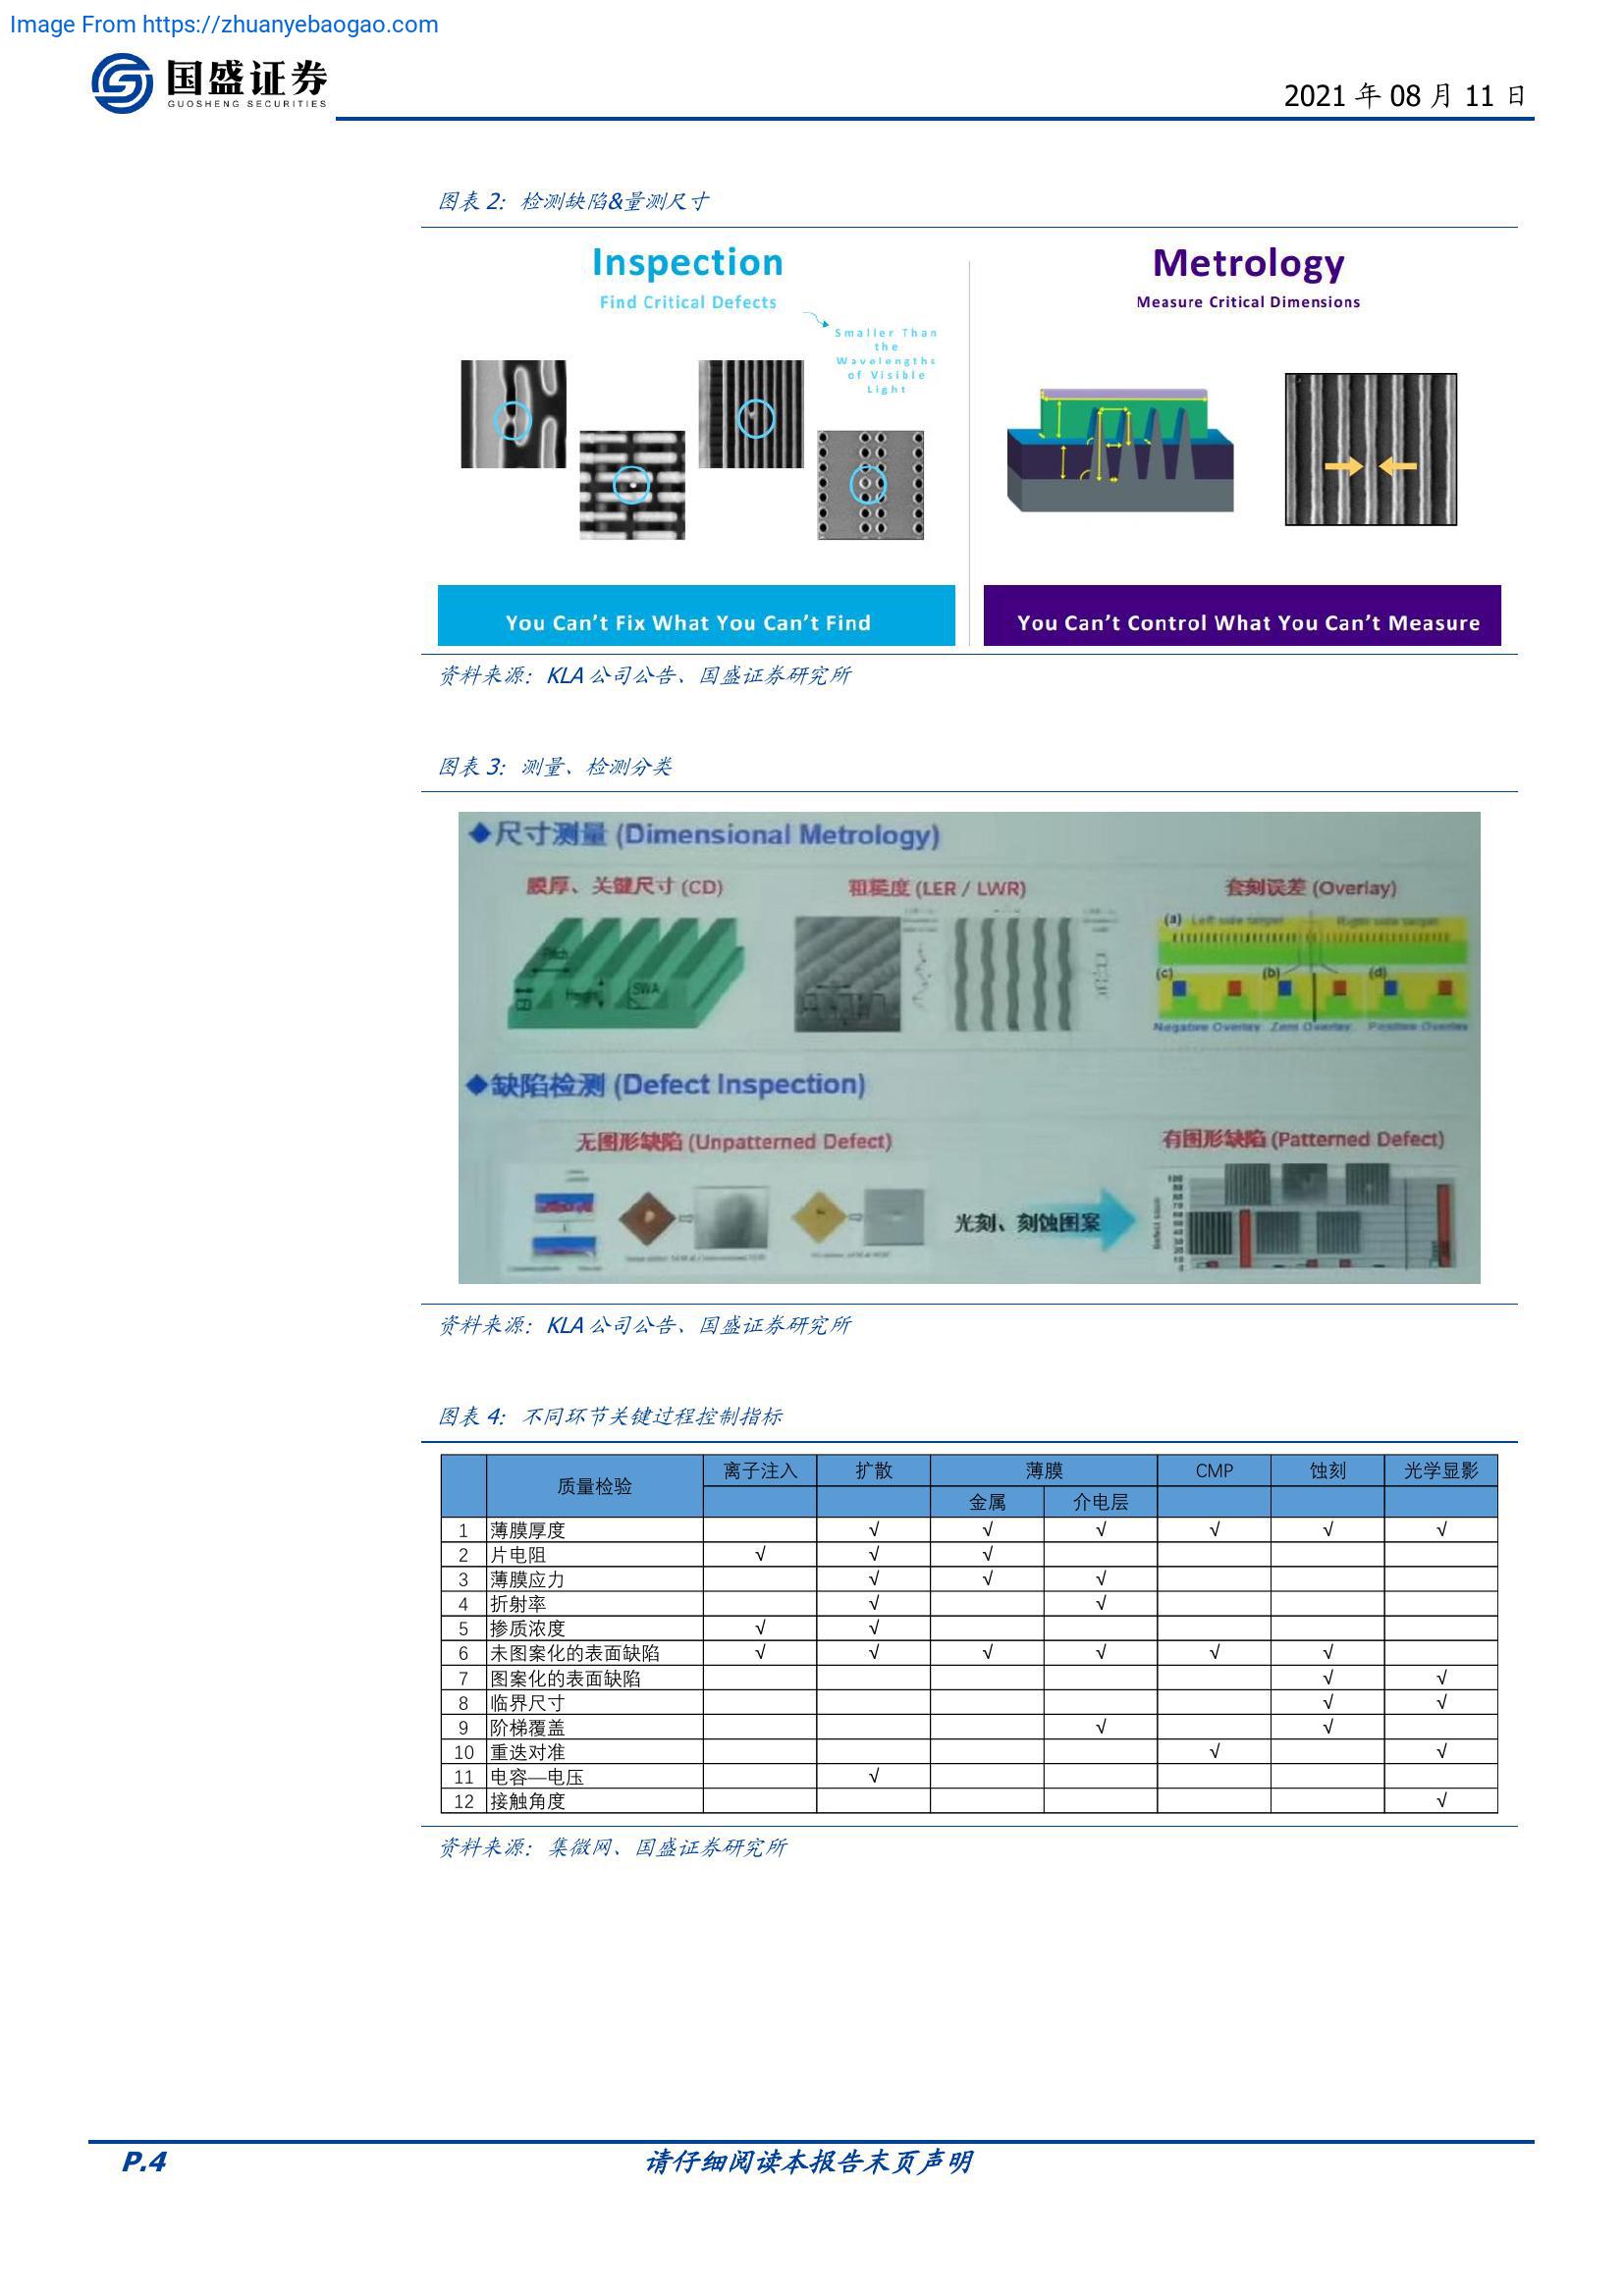 Image From https://zhuanyebaogao.com
国盛证券
GUOSHENG SECURITIES
2021 年 08 月 11 日
图表 2：检测缺陷&量测尺寸
Inspection
Find Critical Defects
Smaller Than
the
Wavelengths
of Visible
Light
You Can’t Fix What You Can’t Find
Metrology
Measure Critical Dimensions
You Can’t Control What You Can’t Measure
资料来源：KLA 公司公告、国盛证券研究所
图表 3：测量、检测分类
◆尺寸测量 (Dimensional Metrology)
膜厚、关键尺寸 (CD)
粗糙度 (LER / LWR)
套刻误差 (Overlay)
Pitch
CD
Height
SWA
(a) Left side target Right side target
(c) (b) (d)
Negative Overlay Zero Overlay Positive Overlay
◆缺陷检测 (Defect Inspection)
无图形缺陷 (Unpatterned Defect)
有图形缺陷 (Patterned Defect)
光刻、刻蚀图案
资料来源：KLA 公司公告、国盛证券研究所
图表 4：不同环节关键过程控制指标
质量检验 离子注入 扩散 薄膜 CMP 蚀刻 光学显影
金属 介电层
1 薄膜厚度 √ √ √ √ √ √
2 片电阻 √ √ √
3 薄膜应力 √ √ √
4 折射率 √ √
5 掺质浓度 √ √
6 未图案化的表面缺陷 √ √ √ √ √ √
7 图案化的表面缺陷 √ √
8 临界尺寸 √ √
9 阶梯覆盖 √ √
10 重迭对准 √ √
11 电容—电压 √
12 接触角度 √
资料来源：集微网、国盛证券研究所
P.4
请仔细阅读本报告末页声明